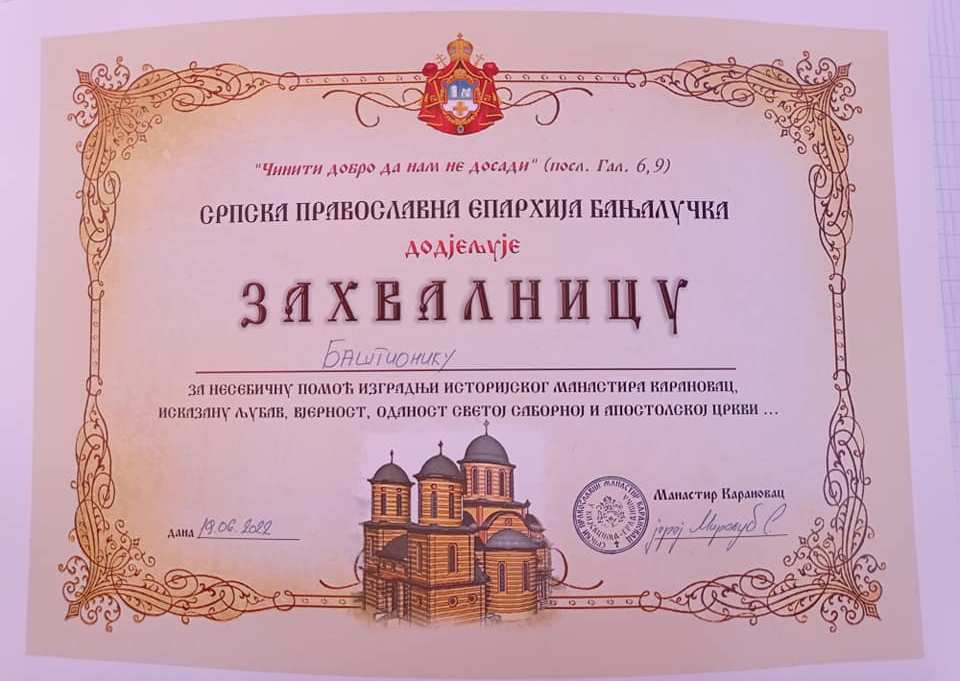 "Чинити добро да нам не досади" (посл. Гал. 6,9)
СРПСКА ПРАВОСЛАВНА ЕПАРХИЈА БАЊАЛУЧКА
ДОДЈЕЉУЈЕ
ЗАХВАЛНИЦУ
Баштионику
ЗА НЕСЕБИЧНУ ПОМОЋ ИЗГРАДЊИ ИСТОРИЈСКОГ МАНАСТИРА КАРАНОВАЦ,
ИСКАЗАНУ ЉУБАВ, ВЈЕРНОСТ, ОДАНОСТ СВЕТОЈ САБОРНОЈ И АПОСТОЛСКОЈ ЦРКВИ ...
Манастир Карановац
дана 19.06.2022